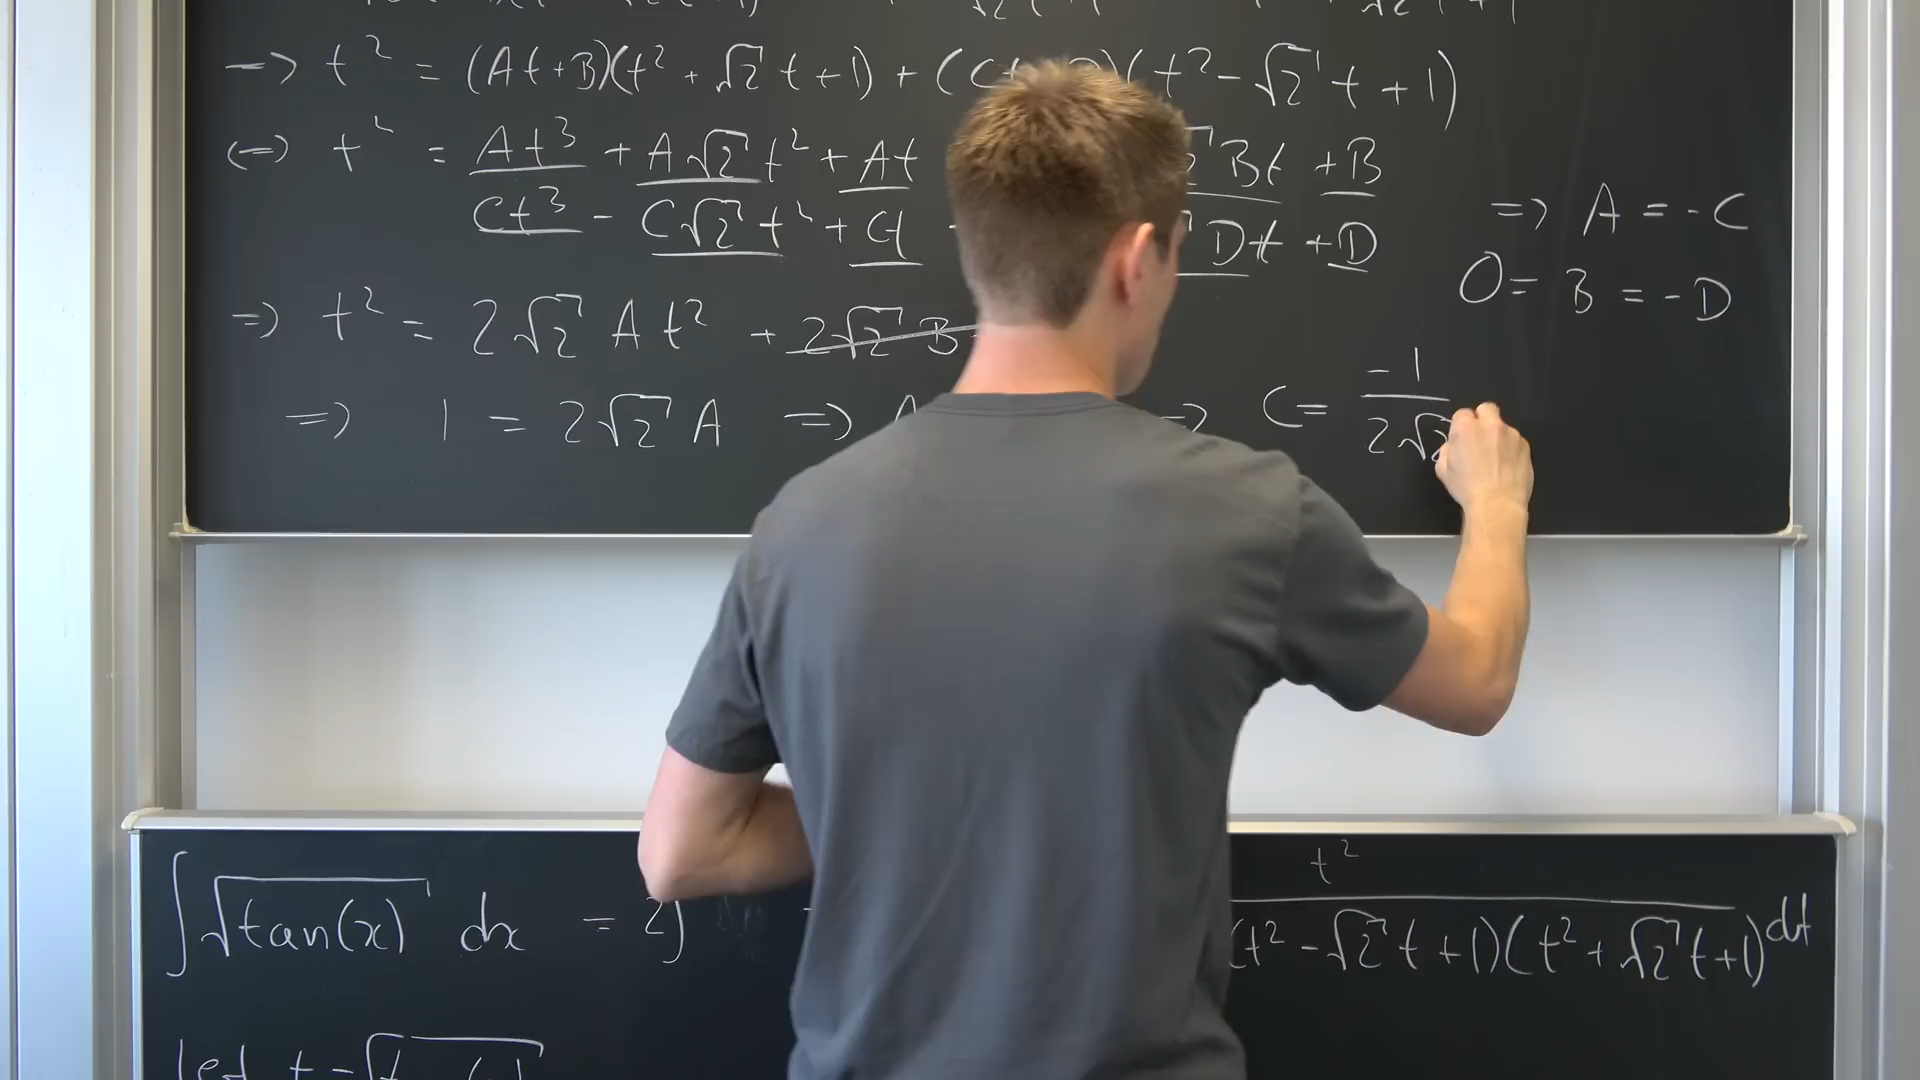 -> t² = (At+B)(t² + √2 t+1) + (C )(t² - √2 t + 1)
<=> t² = At³ + A√2 t² + At Bt + B
Ct³ - C√2 t² + Ct Dt + D
=> A = -C
0 = B = -D
=> t² = 2√2 A t² + 2√2 B
=> 1 = 2√2 A => A => C = -1/2√2
∫√tan(x) dx = 2∫ t²/(t² - √2 t + 1)(t² + √2 t + 1) dt
let t =